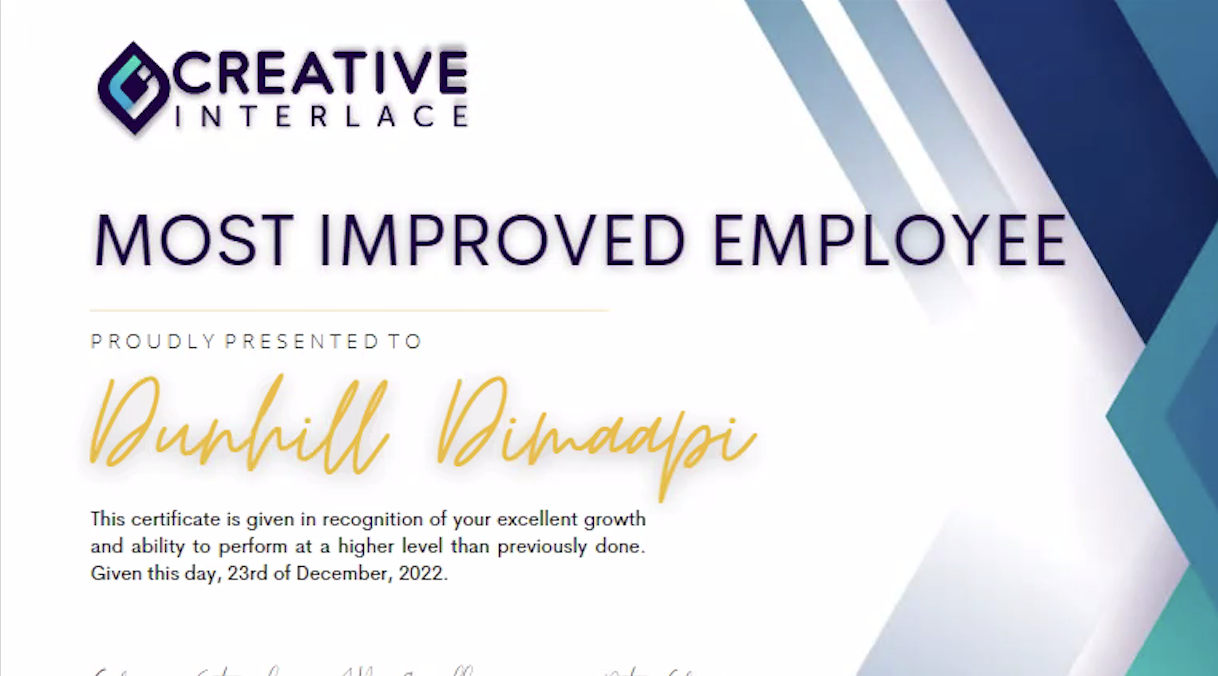 CREATIVE
INTERLACE
MOST IMPROVED EMPLOYEE
PROUDLY PRESENTED TO
Dunhill Dimaapi
This certificate is given in recognition of your excellent growth
and ability to perform at a higher level than previously done.
Given this day, 23rd of December, 2022.